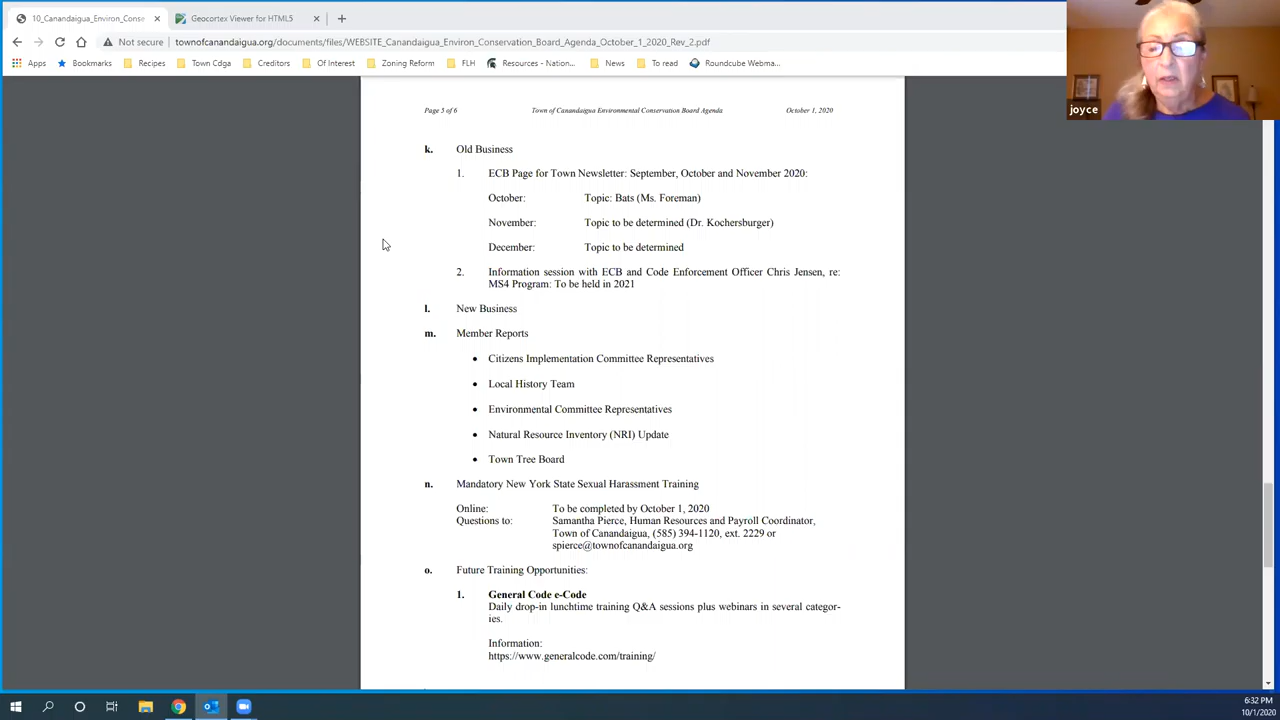 10_Canandaigua_Environ_Conse
Geocortex Viewer for HTML5
Not secure
townofcanandaigua.org/documents/files/WEBSITE_Canandaigua_Environ_Conservation_Board_Agenda_October_1_2020_Rev_2.pdf
Apps Bookmarks Recipes Town Cdga Creditors Of Interest Zoning Reform FLH Resources - Nation... News To read Roundcube Webma...
joyce
Page 5 of 6 Town of Canandaigua Environmental Conservation Board Agenda October 1, 2020
k. Old Business
1. ECB Page for Town Newsletter: September, October and November 2020:
October: Topic: Bats (Ms. Foreman)
November: Topic to be determined (Dr. Kochersburger)
December: Topic to be determined
2. Information session with ECB and Code Enforcement Officer Chris Jensen, re:
MS4 Program: To be held in 2021
l. New Business
m. Member Reports
• Citizens Implementation Committee Representatives
• Local History Team
• Environmental Committee Representatives
• Natural Resource Inventory (NRI) Update
• Town Tree Board
n. Mandatory New York State Sexual Harassment Training
Online: To be completed by October 1, 2020
Questions to: Samantha Pierce, Human Resources and Payroll Coordinator,
Town of Canandaigua, (585) 394-1120, ext. 2229 or
spierce@townofcanandaigua.org
o. Future Training Opportunities:
1. General Code e-Code
Daily drop-in lunchtime training Q&A sessions plus webinars in several categor-
ies.
Information:
https://www.generalcode.com/training/
6:32 PM
10/1/2020